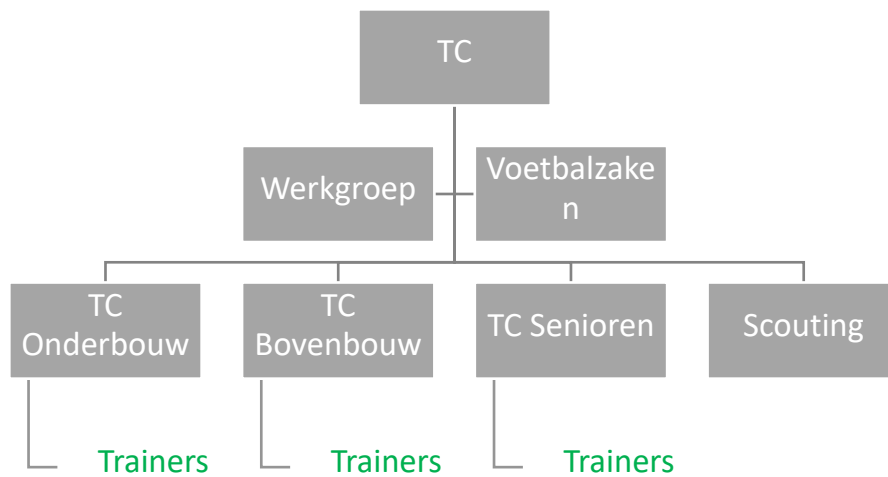 TC
Werkgroep
Voetbalzake
n
TC
Onderbouw
TC
Bovenbouw
TC Senioren
Scouting
Trainers
Trainers
Trainers